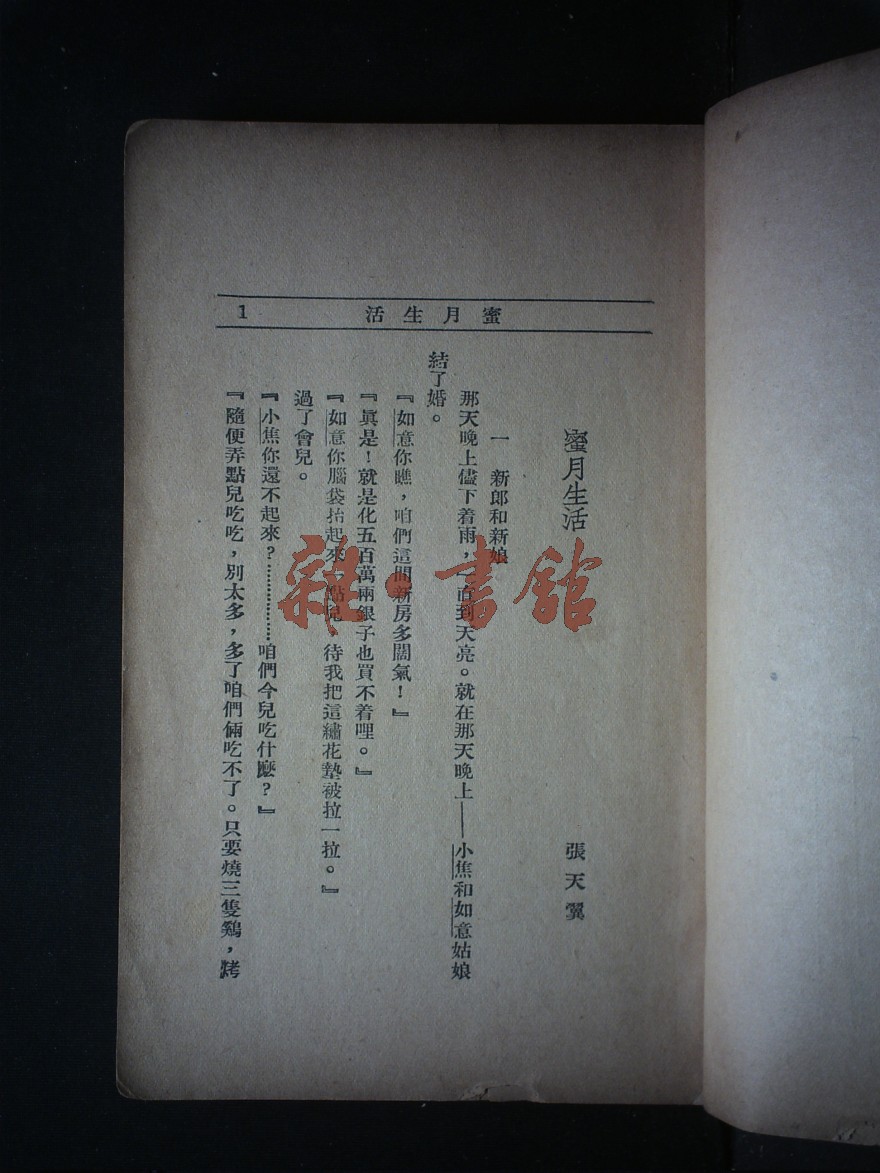 蜜月生活
1
蜜月生活
張天翼
一 新郎和新娘
那天晚上儘下着雨,一直到天亮。就在那天晚上——小焦和如意姑娘
結了婚。
『如意你瞧,咱們這間新房多闊氣!』
『眞是!就是化五百萬兩銀子也買不着哩。』
『如意你腦袋抬起來一點兒,待我把這繡花墊被拉一拉。』
過了會兒。
『小焦你還不起來?………………咱們今兒吃什麼?』
『隨便弄點兒吃吃,別太多,多了咱們倆吃不了。只要燒三隻鷄,烤
雜·書館